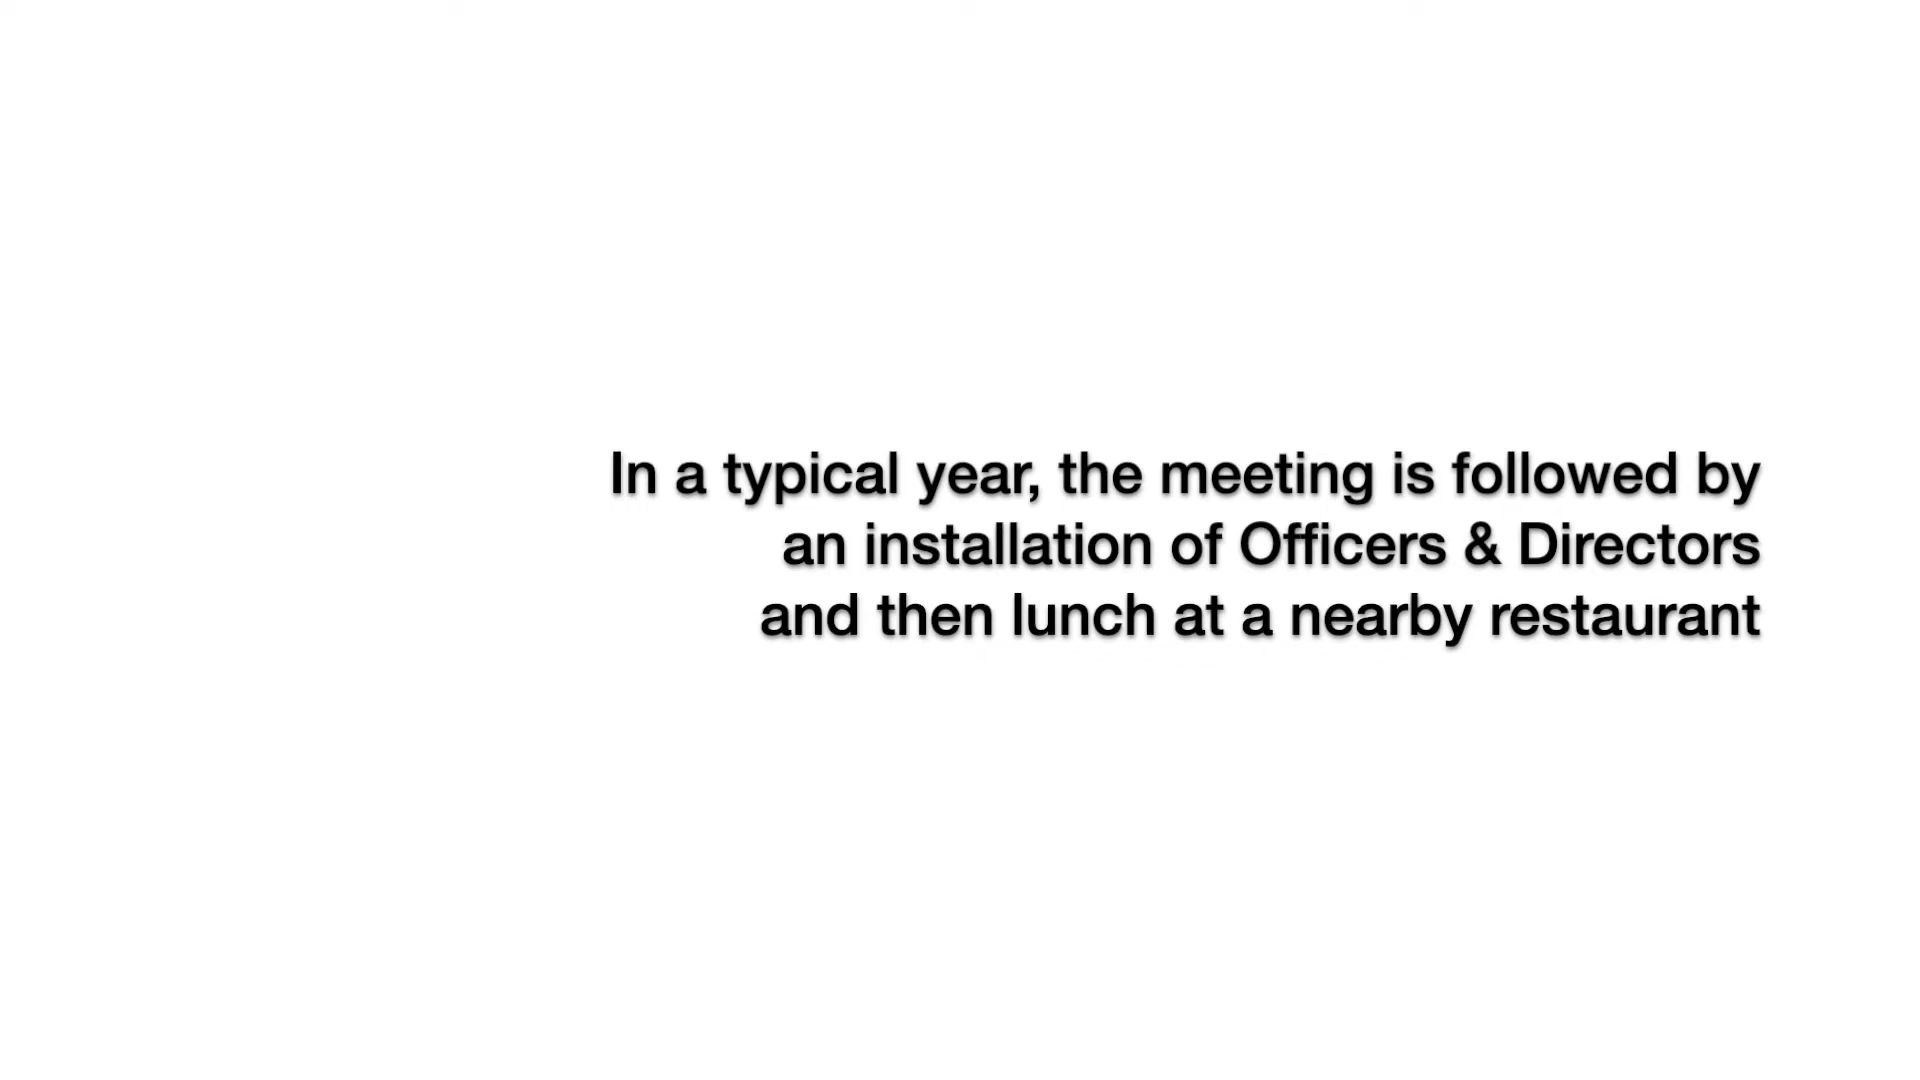 In a typical year, the meeting is followed by
an installation of Officers & Directors
and then lunch at a nearby restaurant